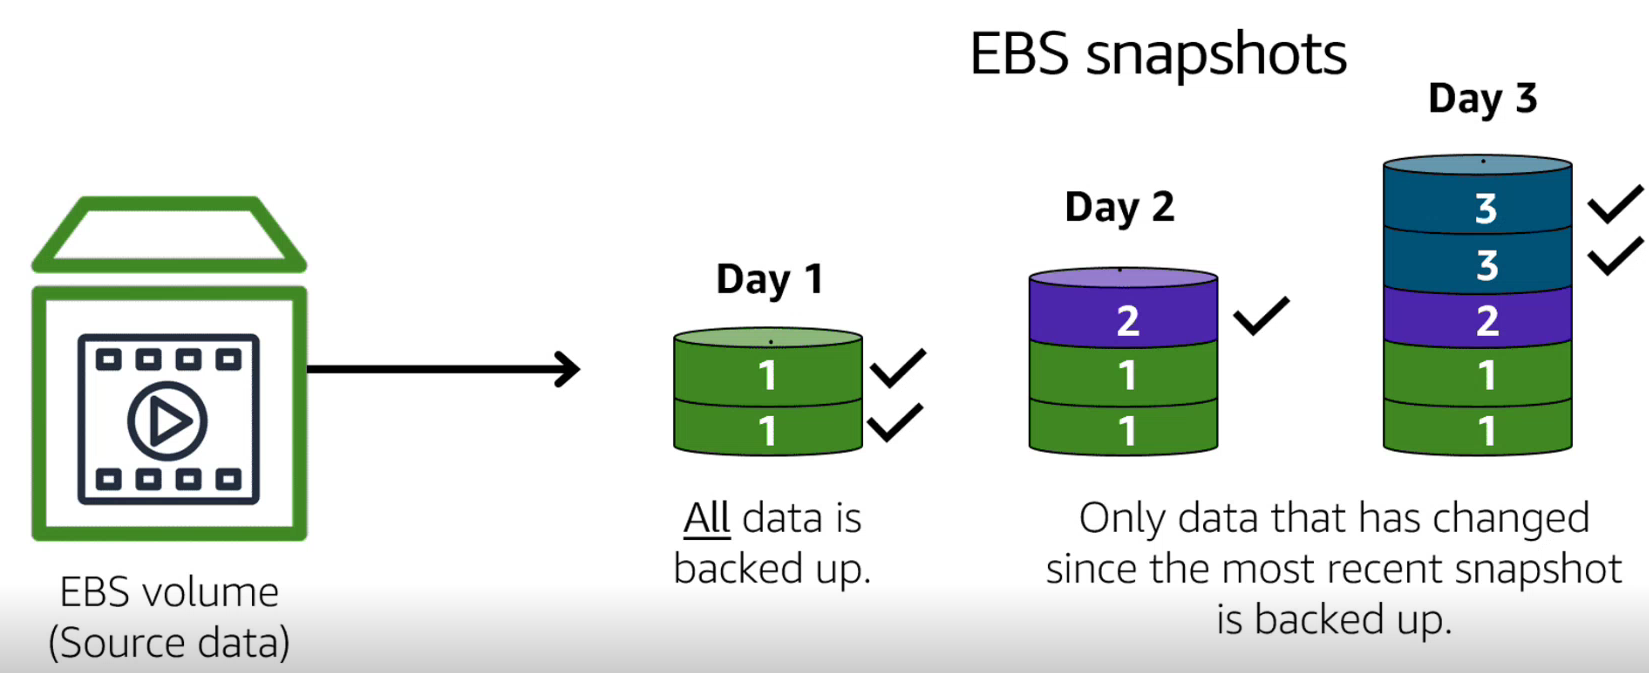 EBS snapshots
Day 1
Day 2
Day 3
1
1
2
1
1
3
3
2
1
1
EBS volume
(Source data)
All data is
backed up.
Only data that has changed
since the most recent snapshot
is backed up.